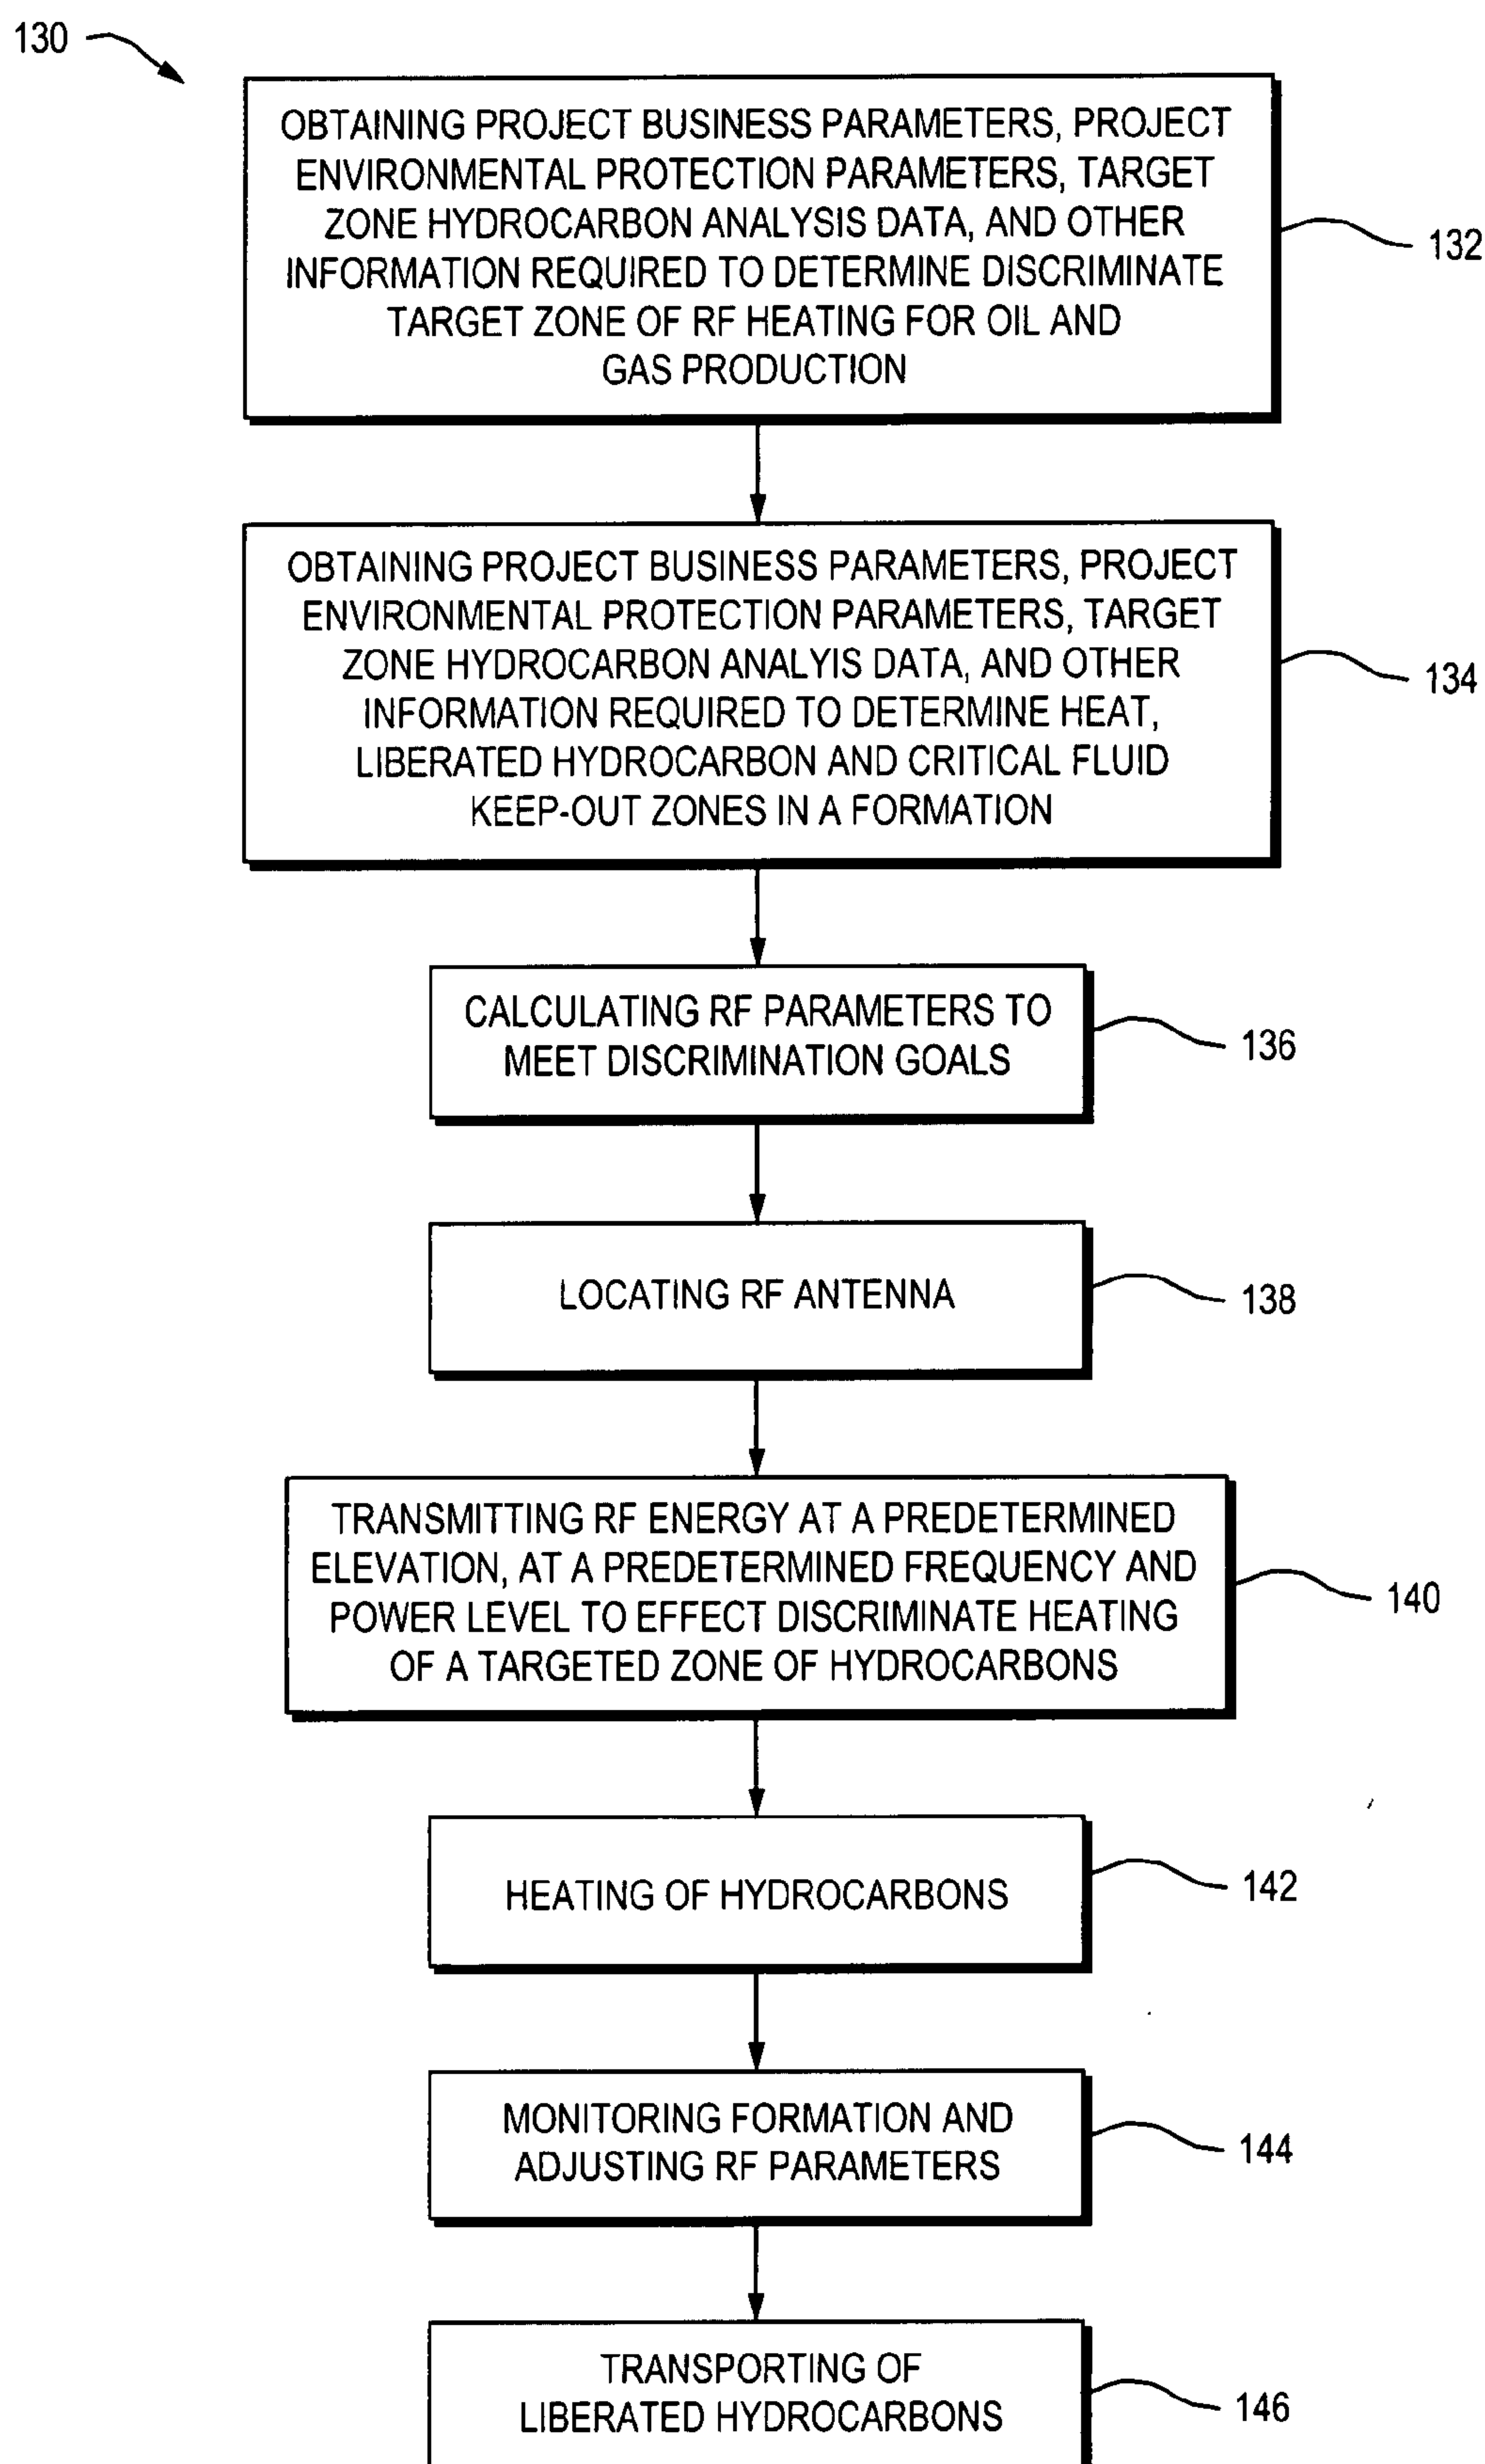 130
OBTAINING PROJECT BUSINESS PARAMETERS, PROJECT
ENVIRONMENTAL PROTECTION PARAMETERS, TARGET
ZONE HYDROCARBON ANALYSIS DATA, AND OTHER
INFORMATION REQUIRED TO DETERMINE DISCRIMINATE
TARGET ZONE OF RF HEATING FOR OIL AND
GAS PRODUCTION
132
OBTAINING PROJECT BUSINESS PARAMETERS, PROJECT
ENVIRONMENTAL PROTECTION PARAMETERS, TARGET
ZONE HYDROCARBON ANALYIS DATA, AND OTHER
INFORMATION REQUIRED TO DETERMINE HEAT,
LIBERATED HYDROCARBON AND CRITICAL FLUID
KEEP-OUT ZONES IN A FORMATION
134
CALCULATING RF PARAMETERS TO
MEET DISCRIMINATION GOALS
136
LOCATING RF ANTENNA
138
TRANSMITTING RF ENERGY AT A PREDETERMINED
ELEVATION, AT A PREDETERMINED FREQUENCY AND
POWER LEVEL TO EFFECT DISCRIMINATE HEATING
OF A TARGETED ZONE OF HYDROCARBONS
140
HEATING OF HYDROCARBONS
142
MONITORING FORMATION AND
ADJUSTING RF PARAMETERS
144
TRANSPORTING OF
LIBERATED HYDROCARBONS
146